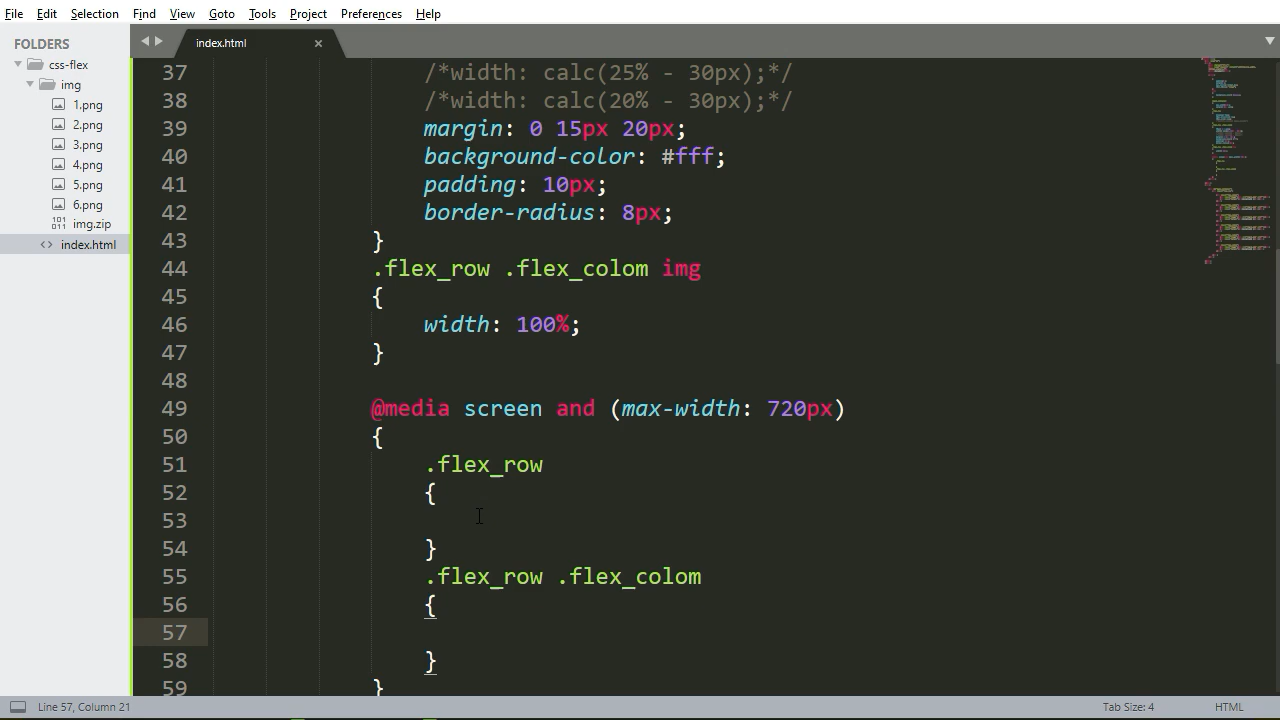 File Edit Selection Find View Goto Tools Project Preferences Help
FOLDERS
css-flex
img
1.png
2.png
3.png
4.png
5.png
6.png
img.zip
index.html
index.html ×
37 /*width: calc(25% - 30px);*/
38 /*width: calc(20% - 30px);*/
39 margin: 0 15px 20px;
40 background-color: #fff;
41 padding: 10px;
42 border-radius: 8px;
43 }
44 .flex_row .flex_colom img
45 {
46 width: 100%;
47 }
48
49 @media screen and (max-width: 720px)
50 {
51 .flex_row
52 {
53
54 }
55 .flex_row .flex_colom
56 {
57
58 }
59 }
Line 57, Column 21 Tab Size: 4 HTML